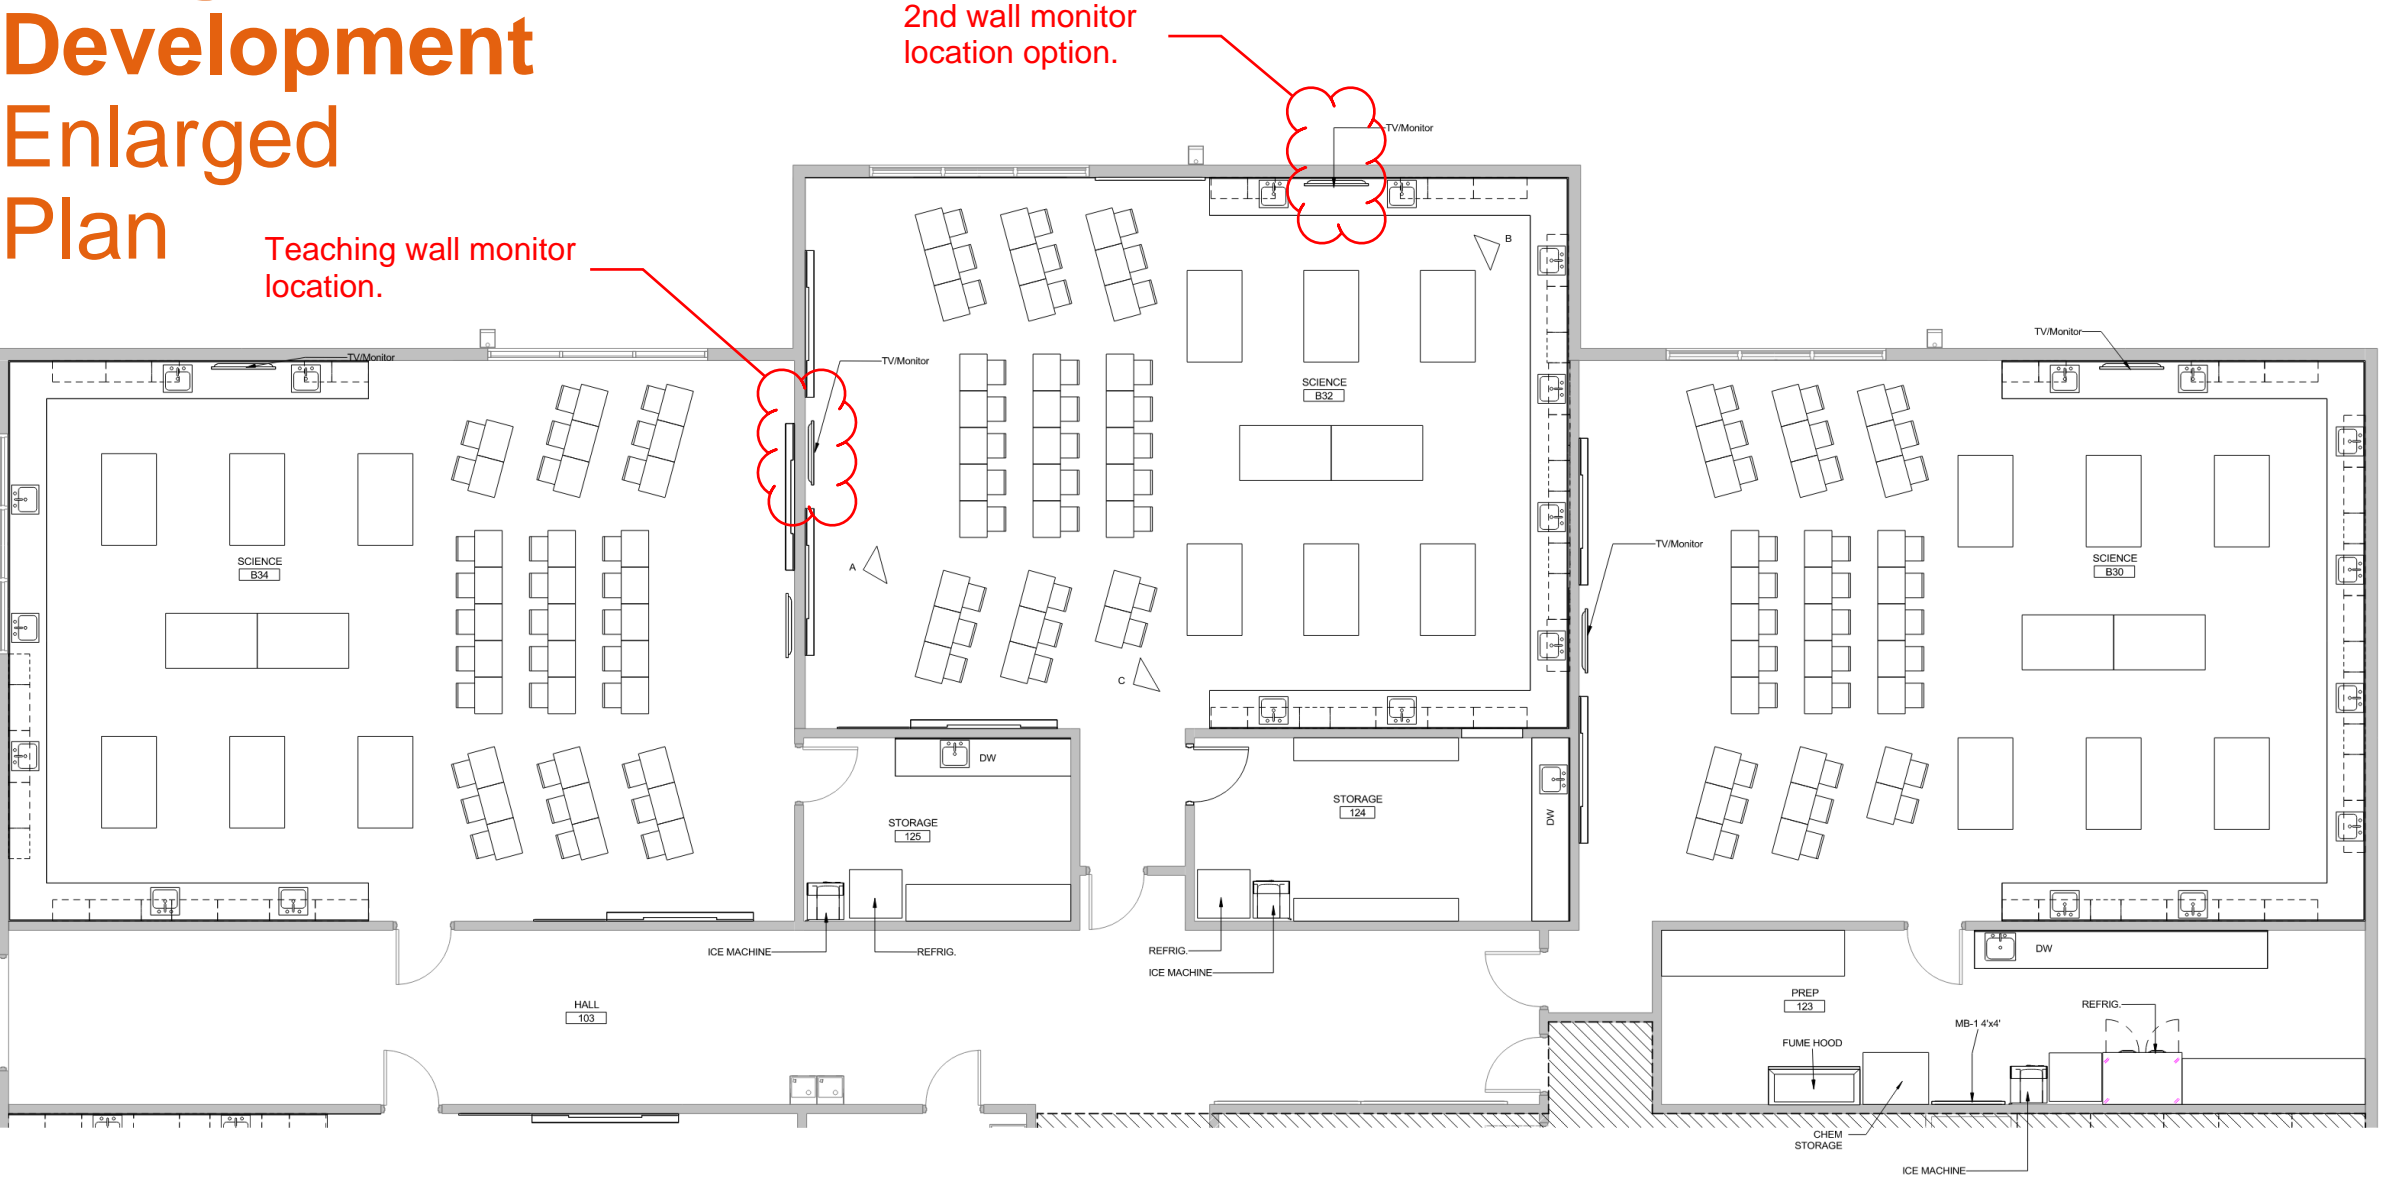 Development
Enlarged
Plan
2nd wall monitor
location option.
Teaching wall monitor
location.
TV/Monitor
TV/Monitor
TV/Monitor
TV/Monitor
TV/Monitor
B
A
C
SCIENCE
B32
SCIENCE
B34
SCIENCE
B30
DW
STORAGE
125
STORAGE
124
DW
ICE MACHINE
REFRIG.
REFRIG.
ICE MACHINE
HALL
103
DW
PREP
123
REFRIG.
MB-1 4'x4'
FUME HOOD
CHEM
STORAGE
ICE MACHINE